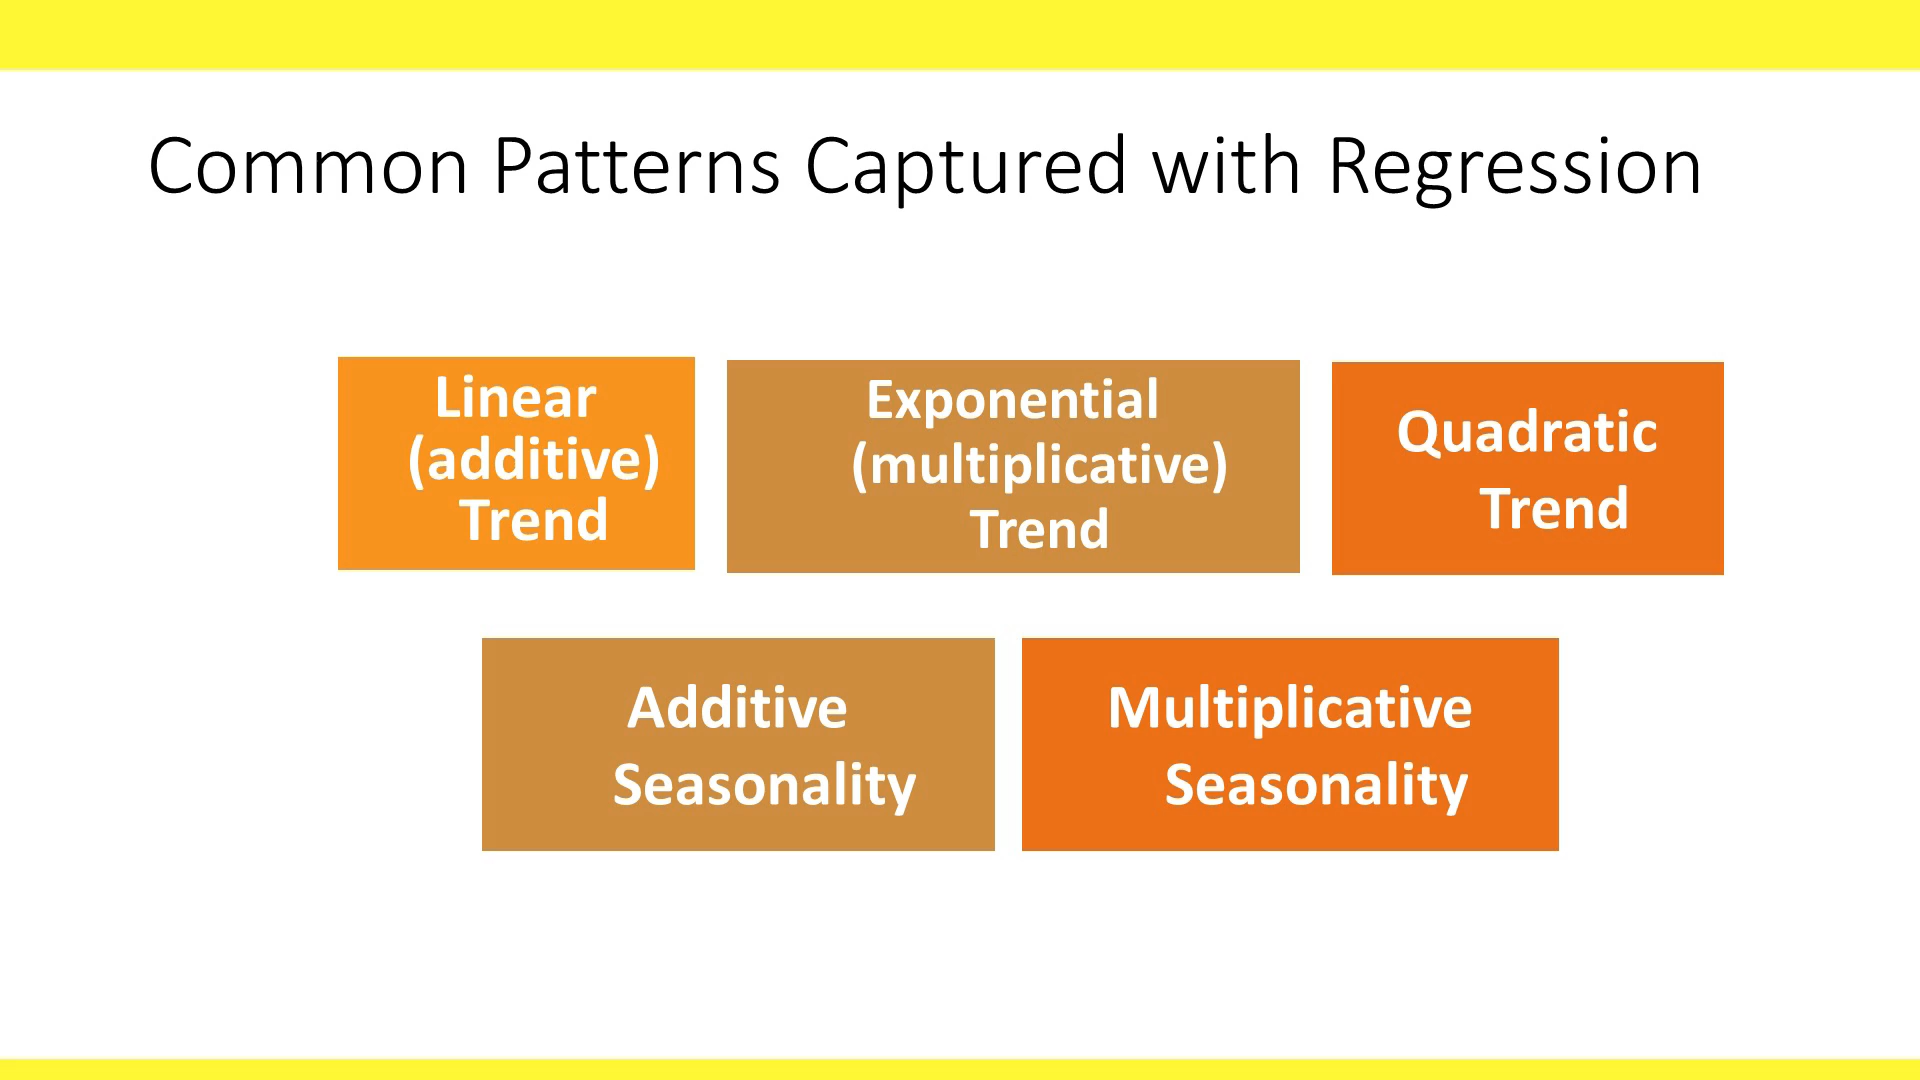 Common Patterns Captured with Regression
Linear
(additive)
Trend
Exponential
(multiplicative)
Trend
Quadratic
Trend
Additive
Seasonality
Multiplicative
Seasonality